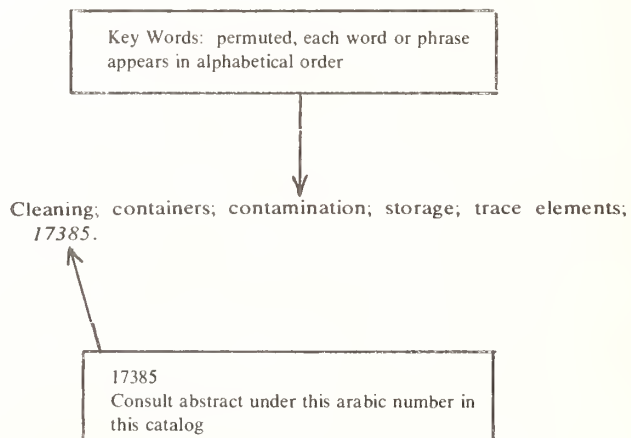 Key Words: permuted, each word or phrase
appears in alphabetical order
Cleaning; containers; contamination; storage; trace elements;
17385.
17385
Consult abstract under this arabic number in
this catalog